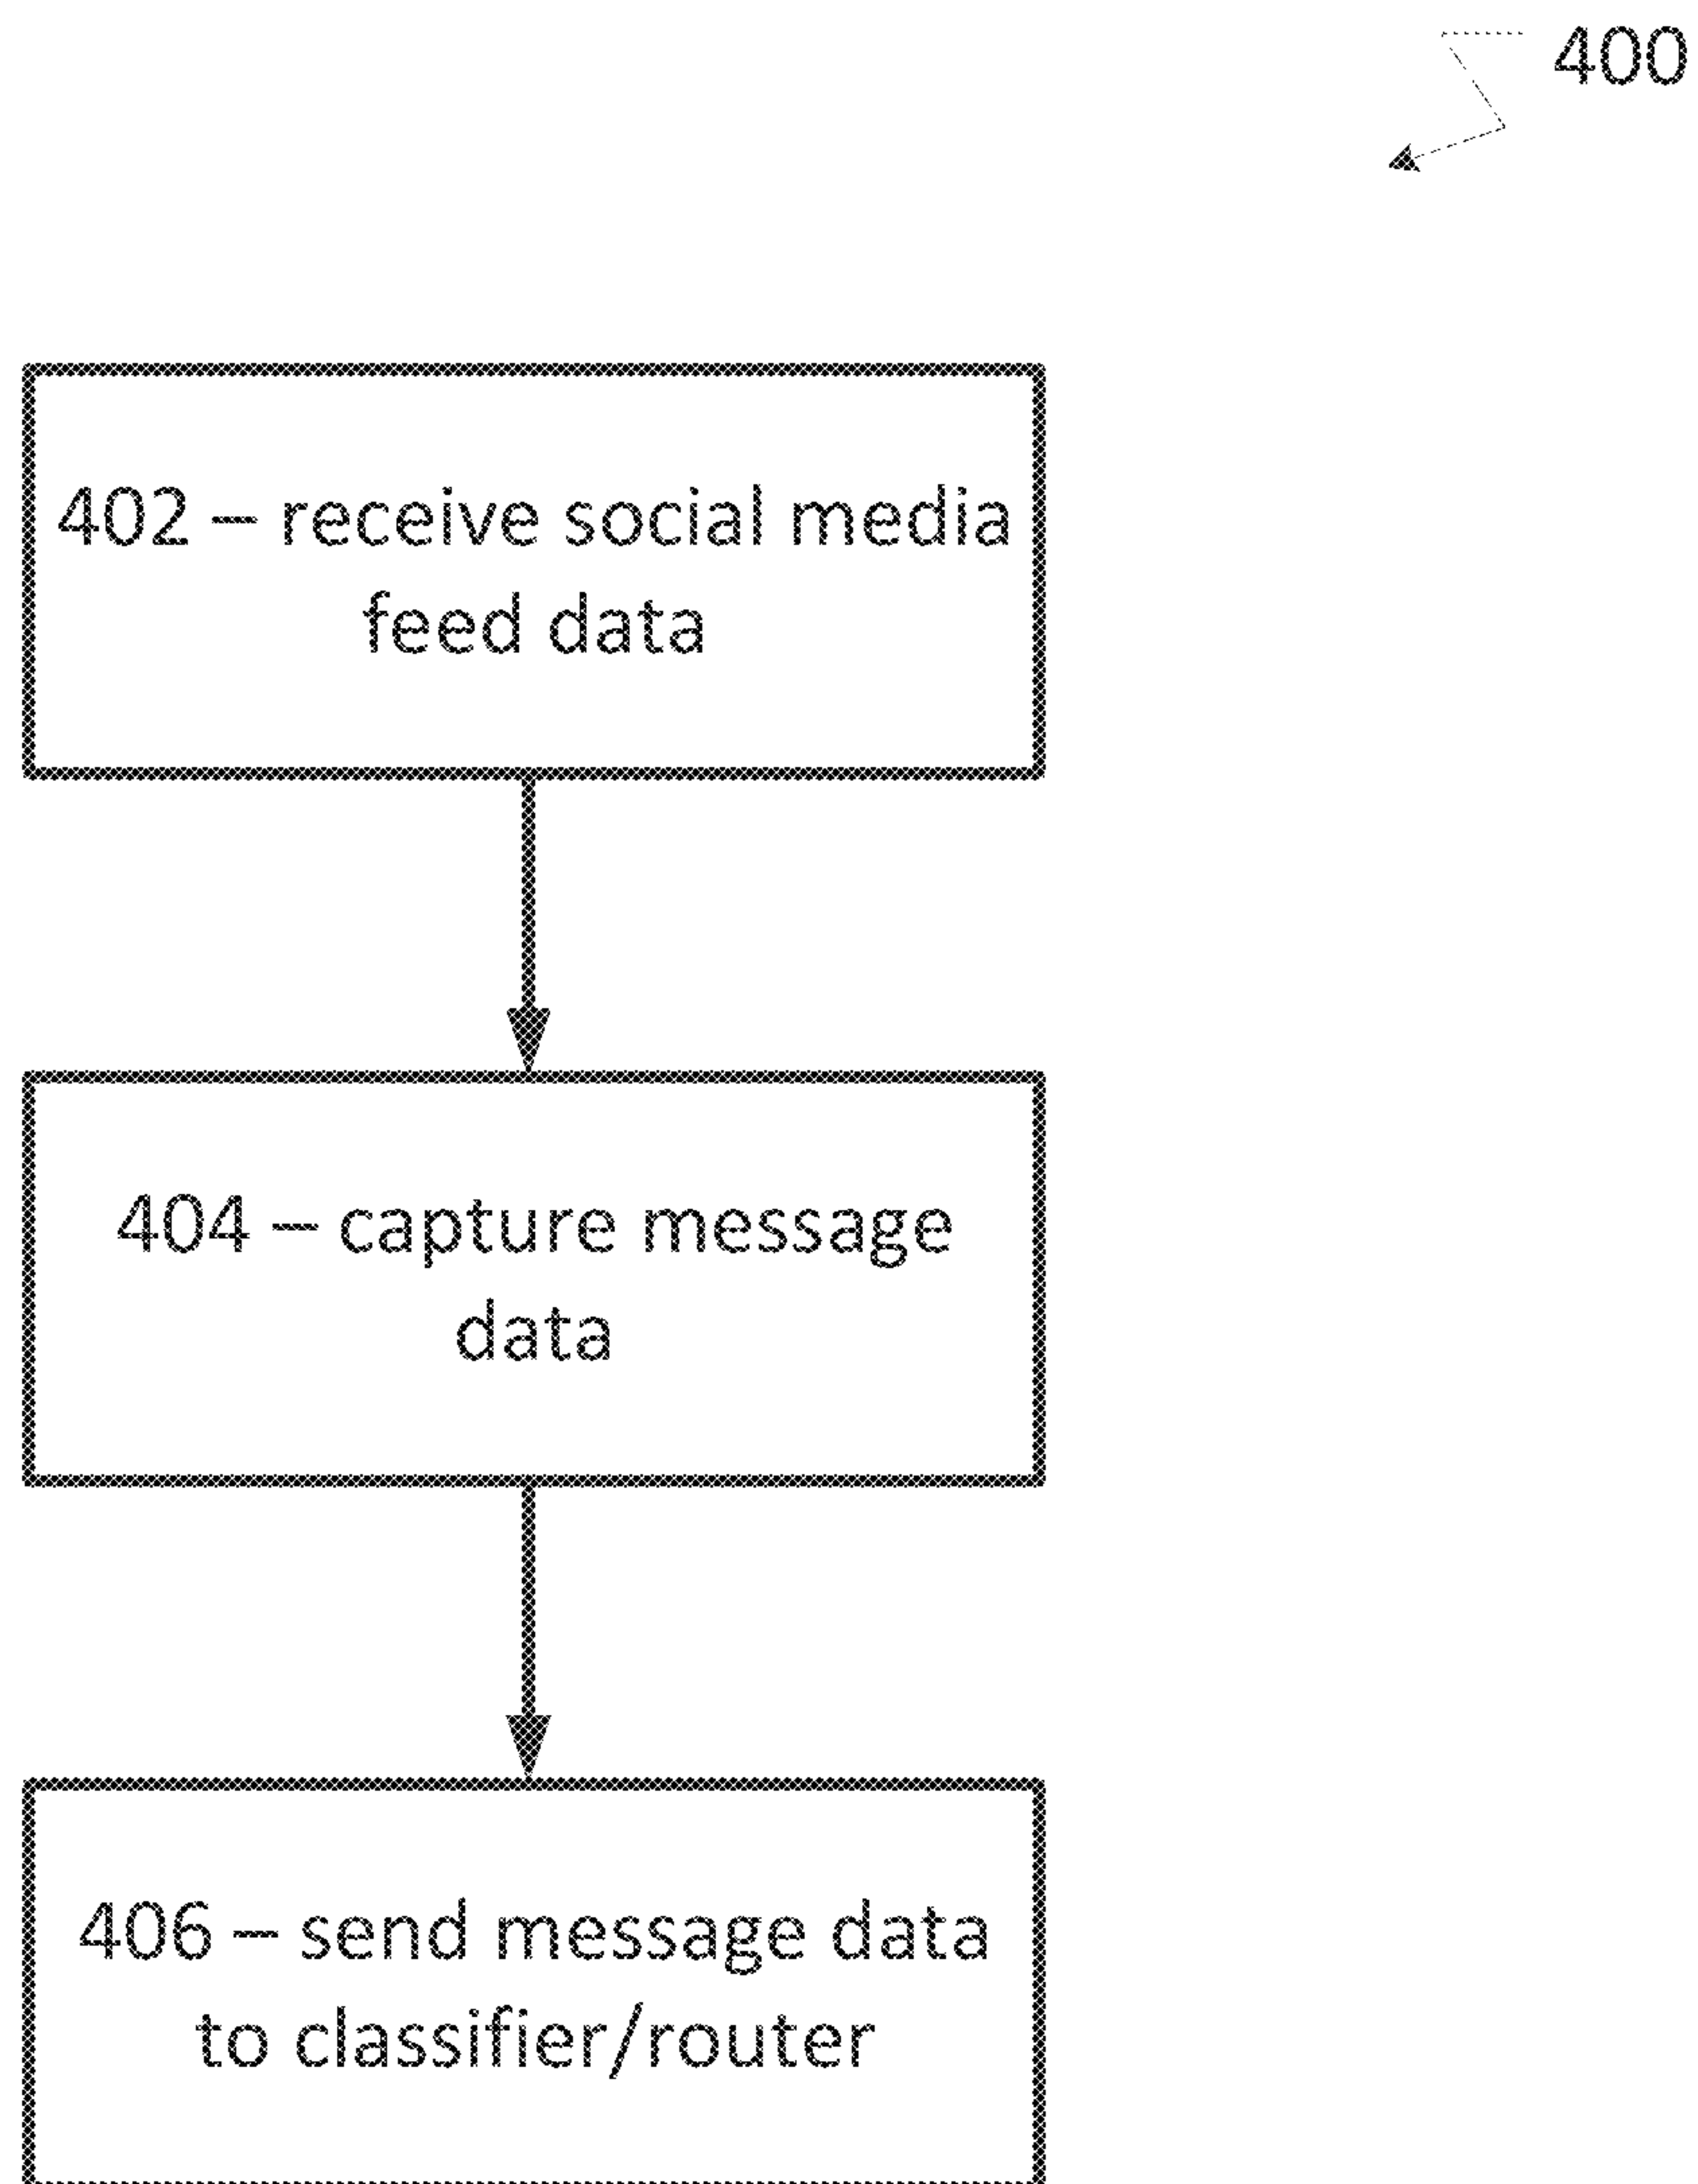 400
402 – receive social media
feed data
404 – capture message
data
406 – send message data
to classifier/router